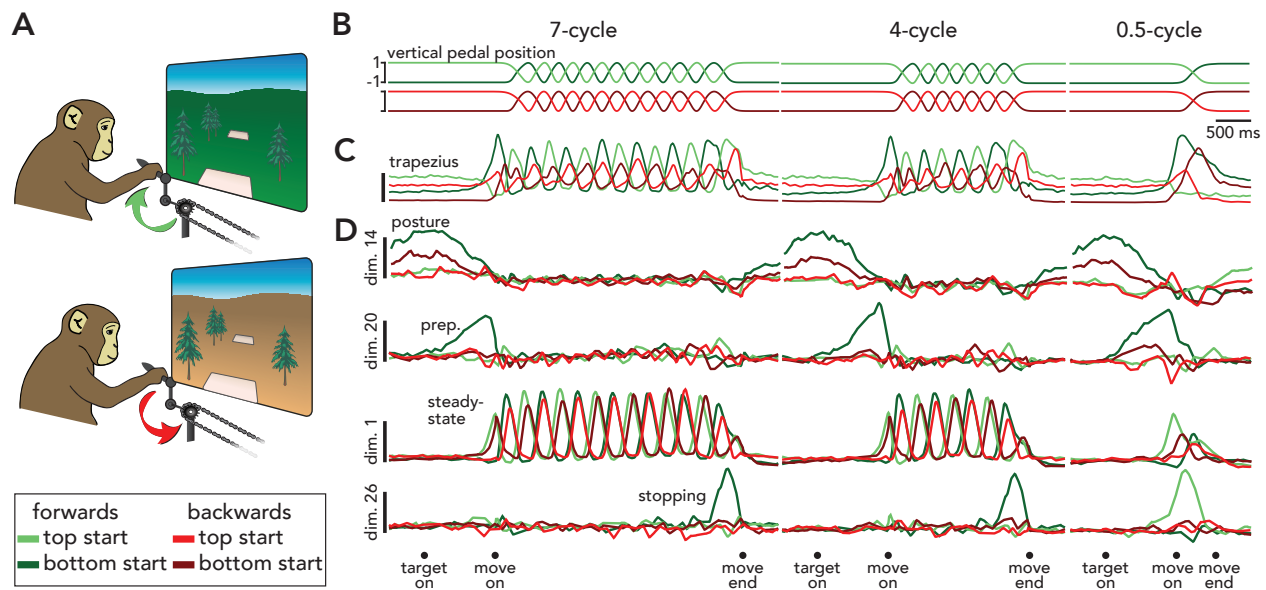 A
B
7-cycle
4-cycle
0.5-cycle
vertical pedal position
1
-1
500 ms
C
trapezius
D
posture
dim. 14
prep.
dim. 20
steady-
state
dim. 1
stopping
dim. 26
forwards
backwards
top start
top start
bottom start
bottom start
target
on
move
on
move
end
target
on
move
on
move
end
target
on
move
on
move
end